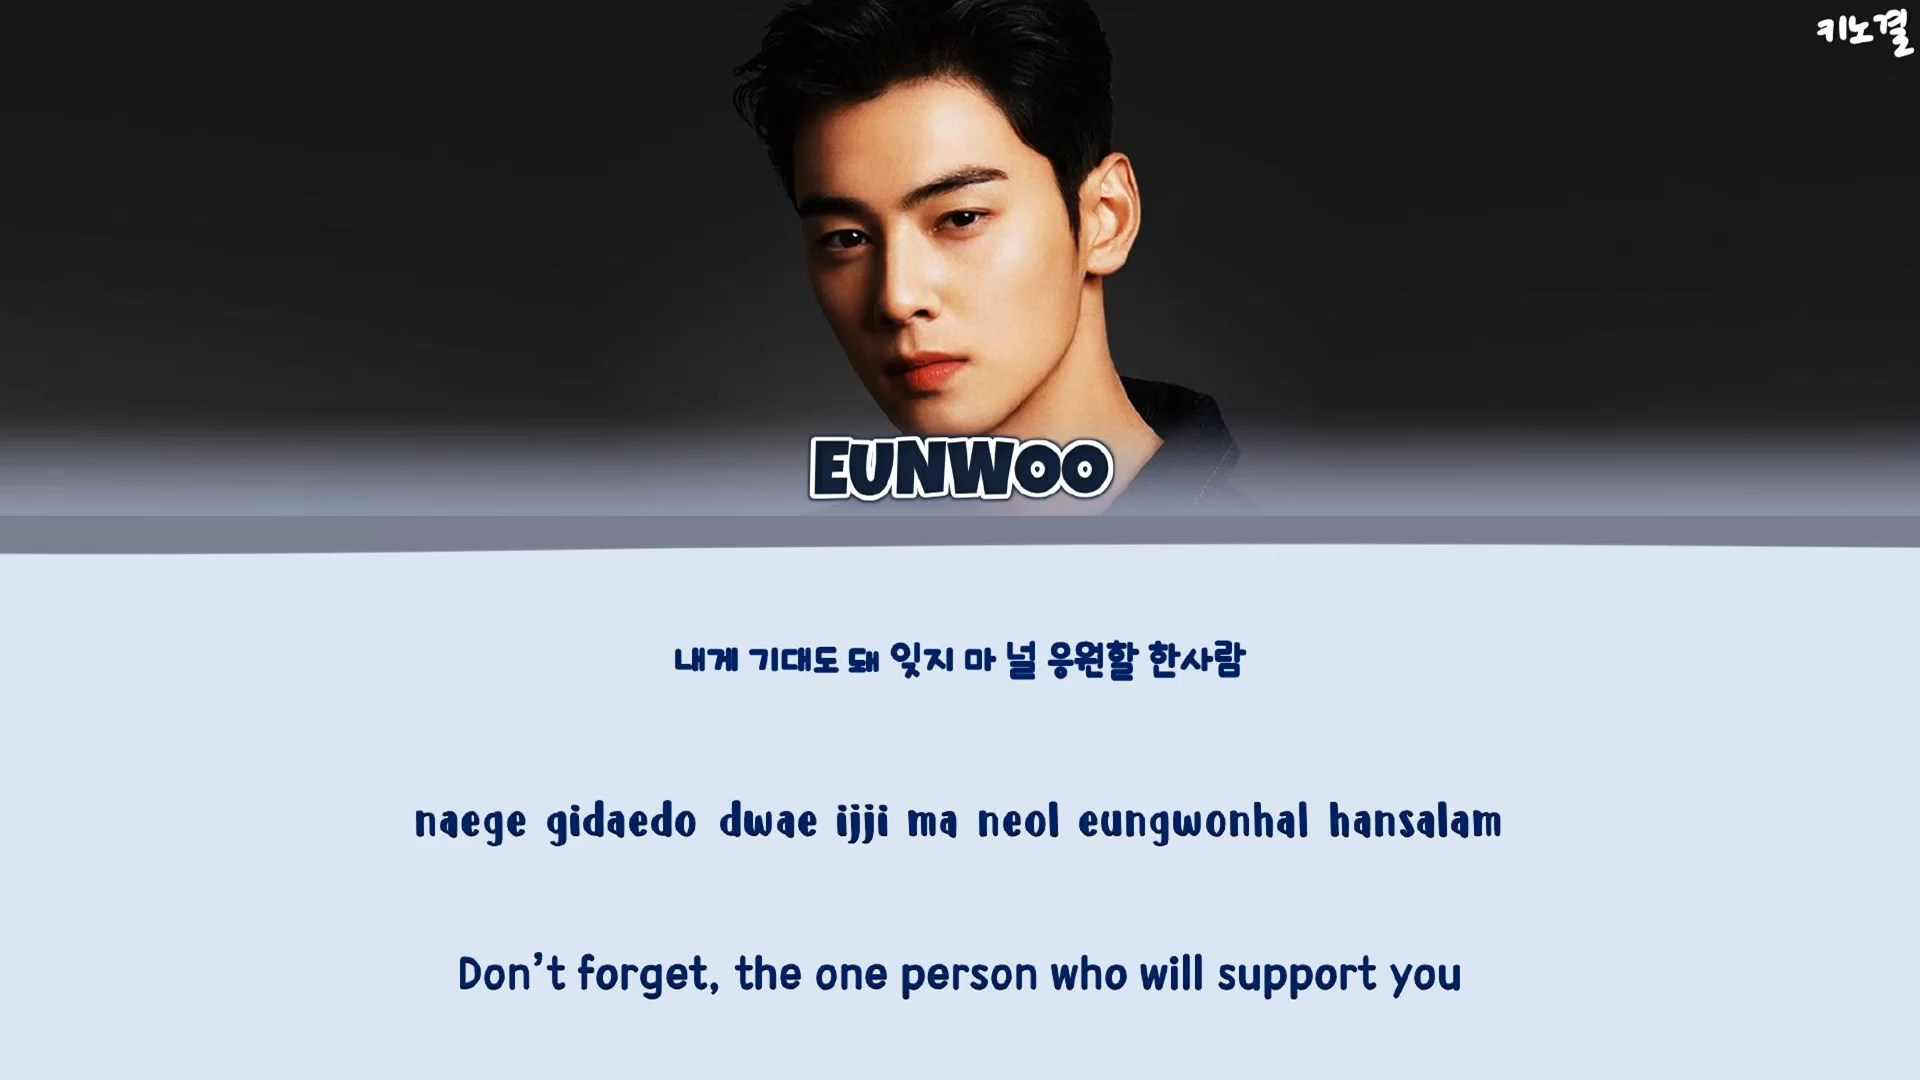 키노결
EUNWOO
내게 기대도 돼 잊지 마 널 응원할 한사람
naege gidaedo dwae ijji ma neol eungwonhal hansalam
Don't forget, the one person who will support you